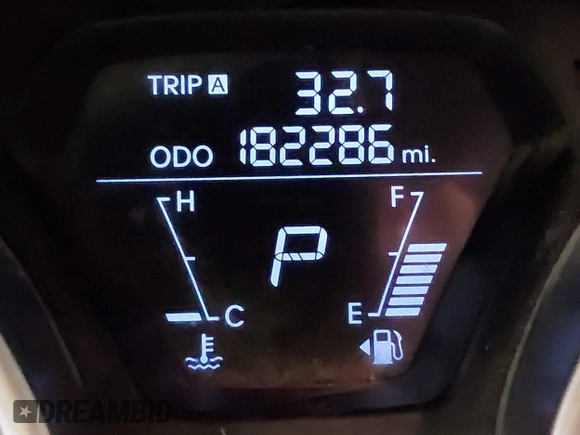 TRIP A 32.7
ODO 182286 mi.
H F
P
C E
DREAMBID